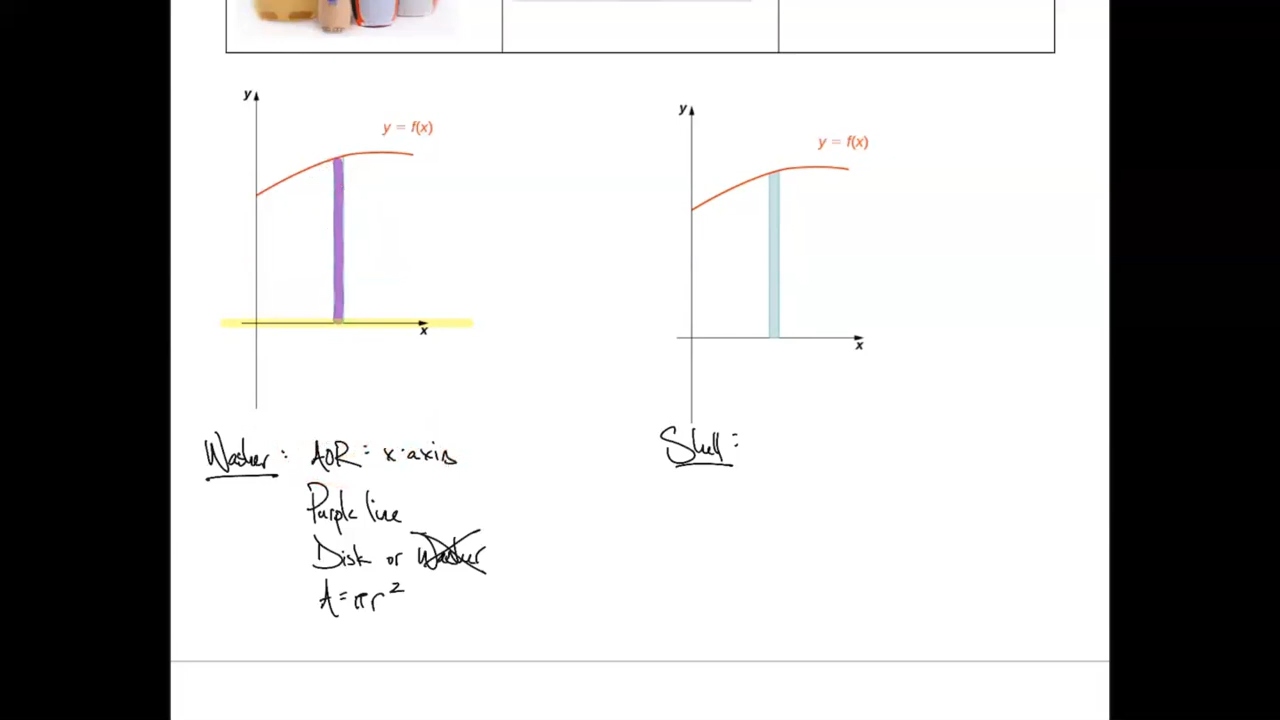 y
y = f(x)
x
y
y = f(x)
x
Washer: AOR = x-axis
Purple line
Disk or Washer
A = πr²
Shell: